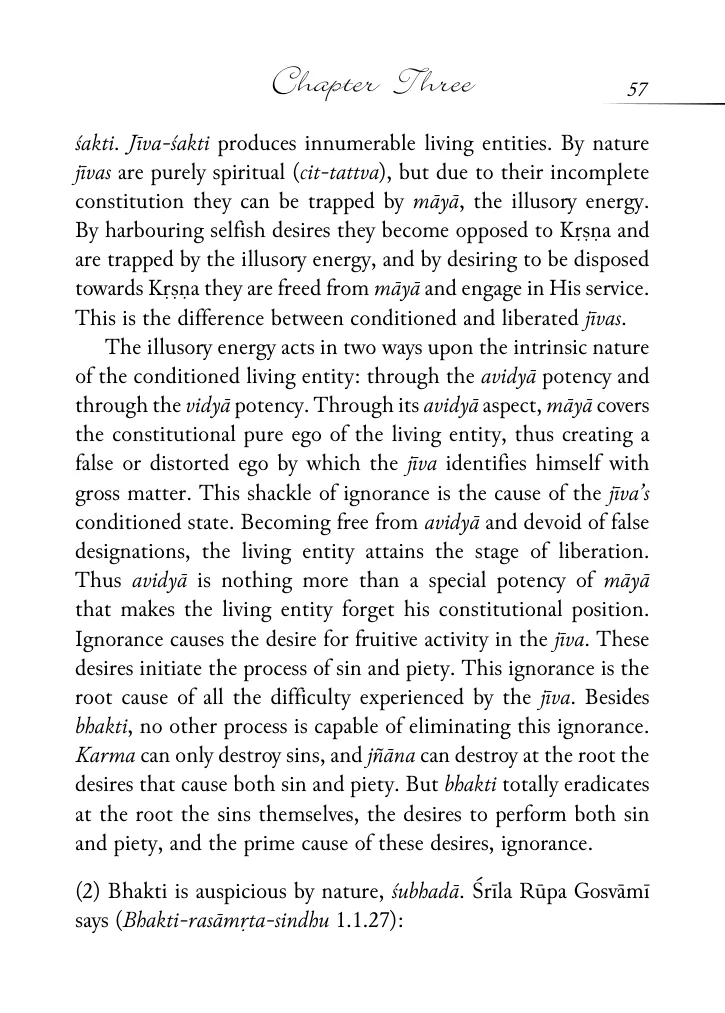 Chapter Three
57
śakti. Jīva-śakti produces innumerable living entities. By nature
jīvas are purely spiritual (cit-tattva), but due to their incomplete
constitution they can be trapped by māyā, the illusory energy.
By harbouring selfish desires they become opposed to Kṛṣṇa and
are trapped by the illusory energy, and by desiring to be disposed
towards Kṛṣṇa they are freed from māyā and engage in His service.
This is the difference between conditioned and liberated jīvas.
The illusory energy acts in two ways upon the intrinsic nature
of the conditioned living entity: through the avidyā potency and
through the vidyā potency. Through its avidyā aspect, māyā covers
the constitutional pure ego of the living entity, thus creating a
false or distorted ego by which the jīva identifies himself with
gross matter. This shackle of ignorance is the cause of the jīva’s
conditioned state. Becoming free from avidyā and devoid of false
designations, the living entity attains the stage of liberation.
Thus avidyā is nothing more than a special potency of māyā
that makes the living entity forget his constitutional position.
Ignorance causes the desire for fruitive activity in the jīva. These
desires initiate the process of sin and piety. This ignorance is the
root cause of all the difficulty experienced by the jīva. Besides
bhakti, no other process is capable of eliminating this ignorance.
Karma can only destroy sins, and jñāna can destroy at the root the
desires that cause both sin and piety. But bhakti totally eradicates
at the root the sins themselves, the desires to perform both sin
and piety, and the prime cause of these desires, ignorance.
(2) Bhakti is auspicious by nature, śubhadā. Śrīla Rūpa Gosvāmī
says (Bhakti-rasāmṛta-sindhu 1.1.27):